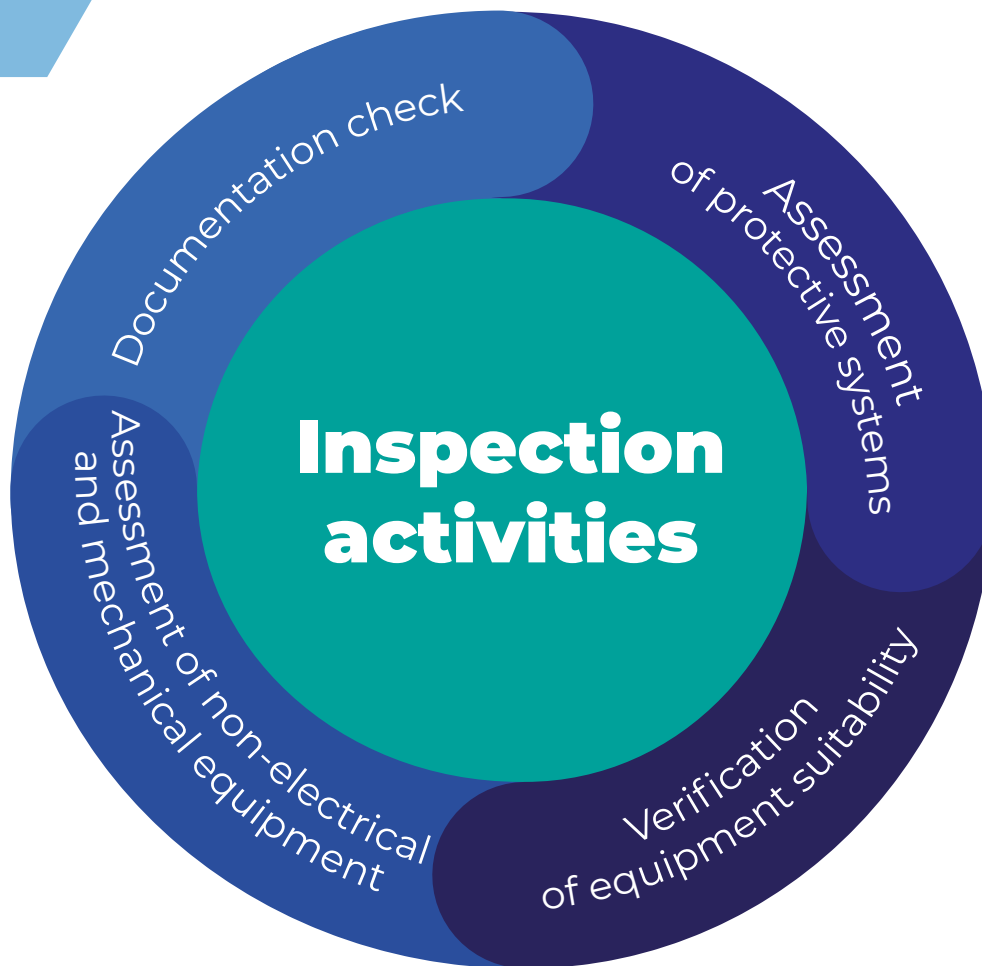 Inspection
activities
Documentation check
Assessment
of protective systems
Verification
of equipment suitability
Assessment of non-electrical
and mechanical equipment